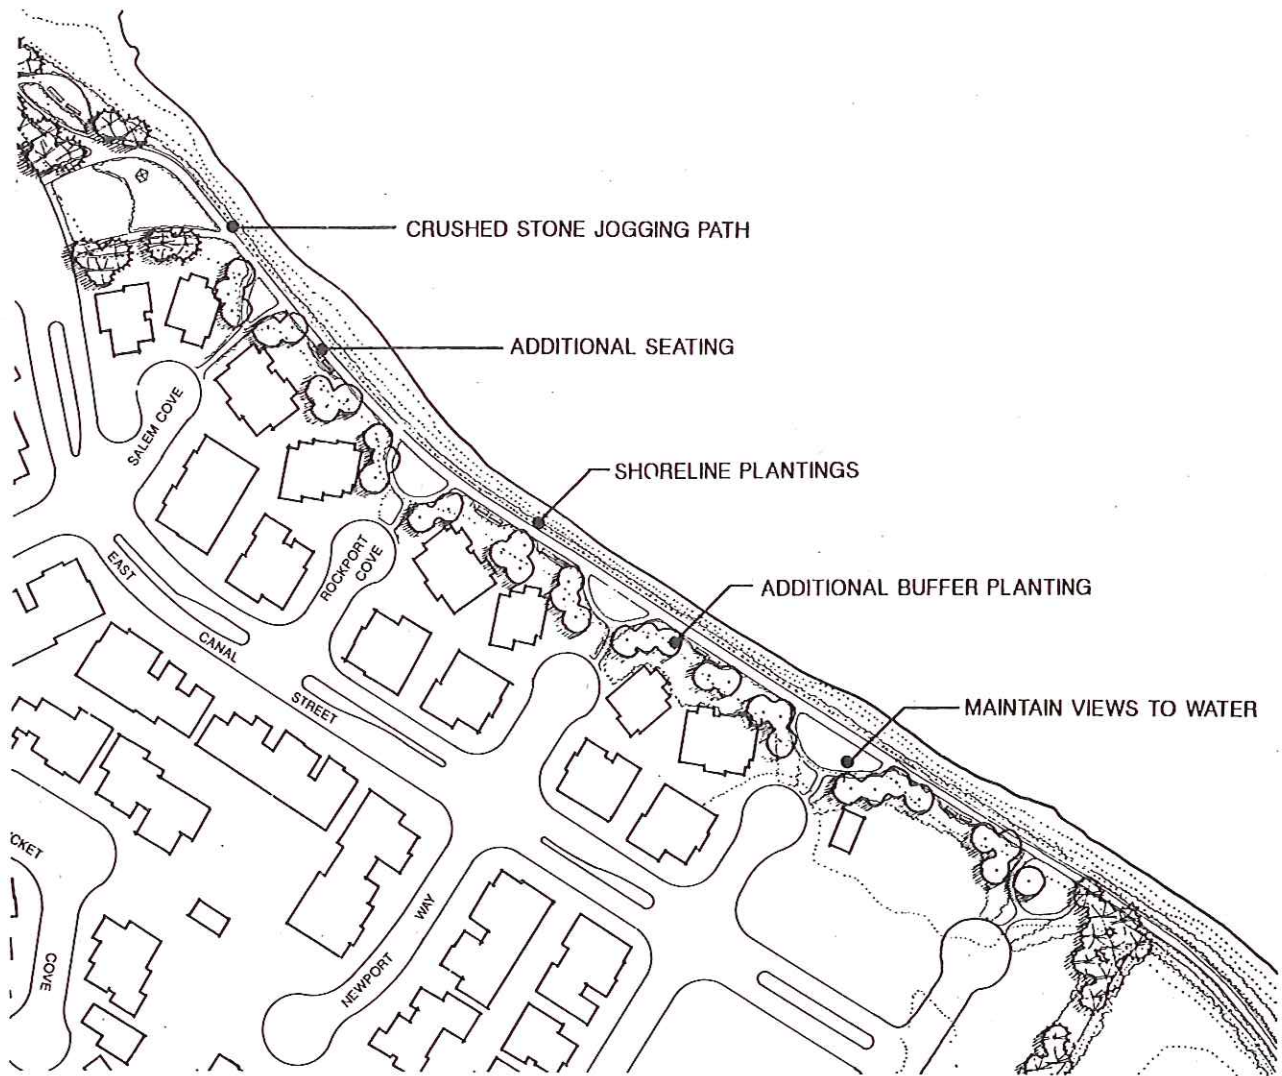 CRUSHED STONE JOGGING PATH
ADDITIONAL SEATING
SALEM COVE
SHORELINE PLANTINGS
ROCKPORT
COVE
EAST
CANAL
STREET
ADDITIONAL BUFFER PLANTING
MAINTAIN VIEWS TO WATER
CKET
COVE
NEWPORT
WAY